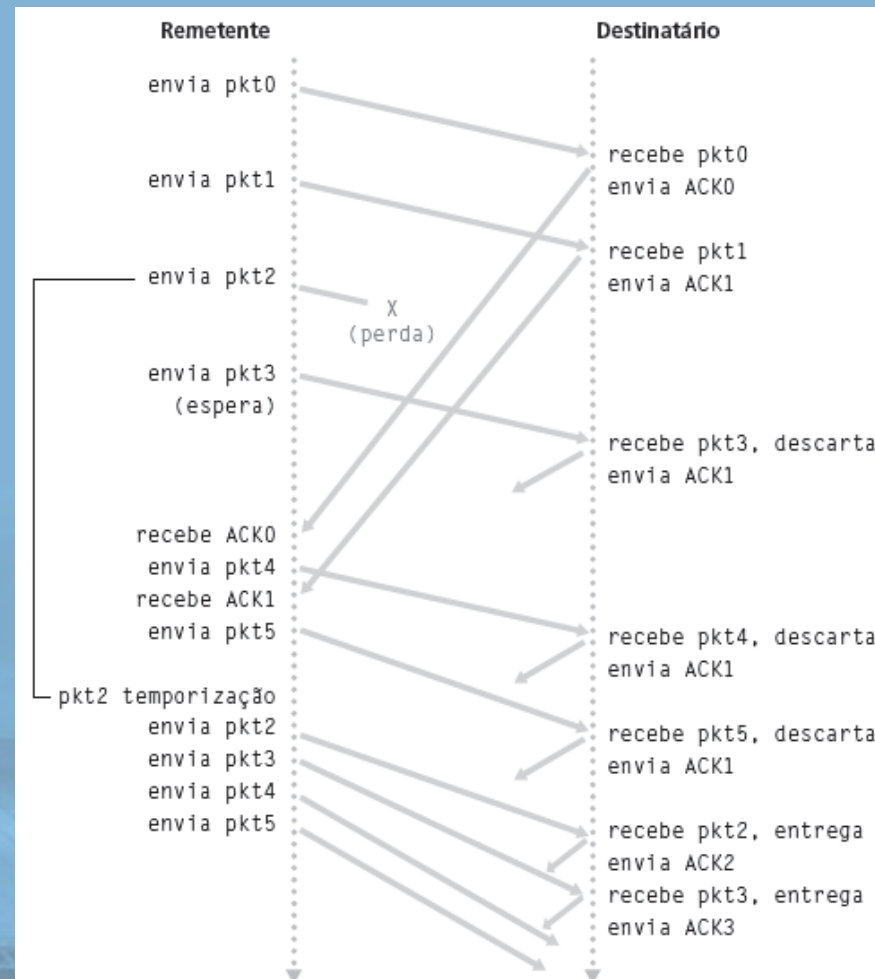 Remetente
Destinatário
envia pkt0
recebe pkt0
envia ACK0
envia pkt1
recebe pkt1
envia ACK1
envia pkt2
X
(perda)
envia pkt3
(espera)
recebe pkt3, descarta
envia ACK1
recebe ACK0
envia pkt4
recebe ACK1
envia pkt5
recebe pkt4, descarta
envia ACK1
pkt2 temporização
envia pkt2
envia pkt3
envia pkt4
envia pkt5
recebe pkt5, descarta
envia ACK1
recebe pkt2, entrega
envia ACK2
recebe pkt3, entrega
envia ACK3